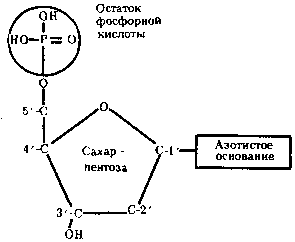 OH
Остаток
фосфорной
кислоты
HO-P=O
O
5'-C
O
4'-C
Сахар -
пентоза
C-1'
Азотистое
основание
3'-C
C-2'
OH